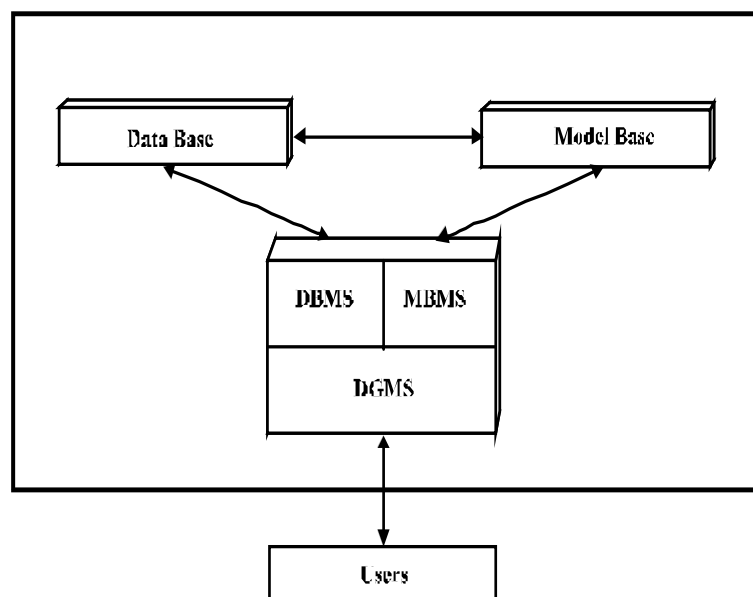 Data Base
Model Base
DBMS
MBMS
DGMS
Users